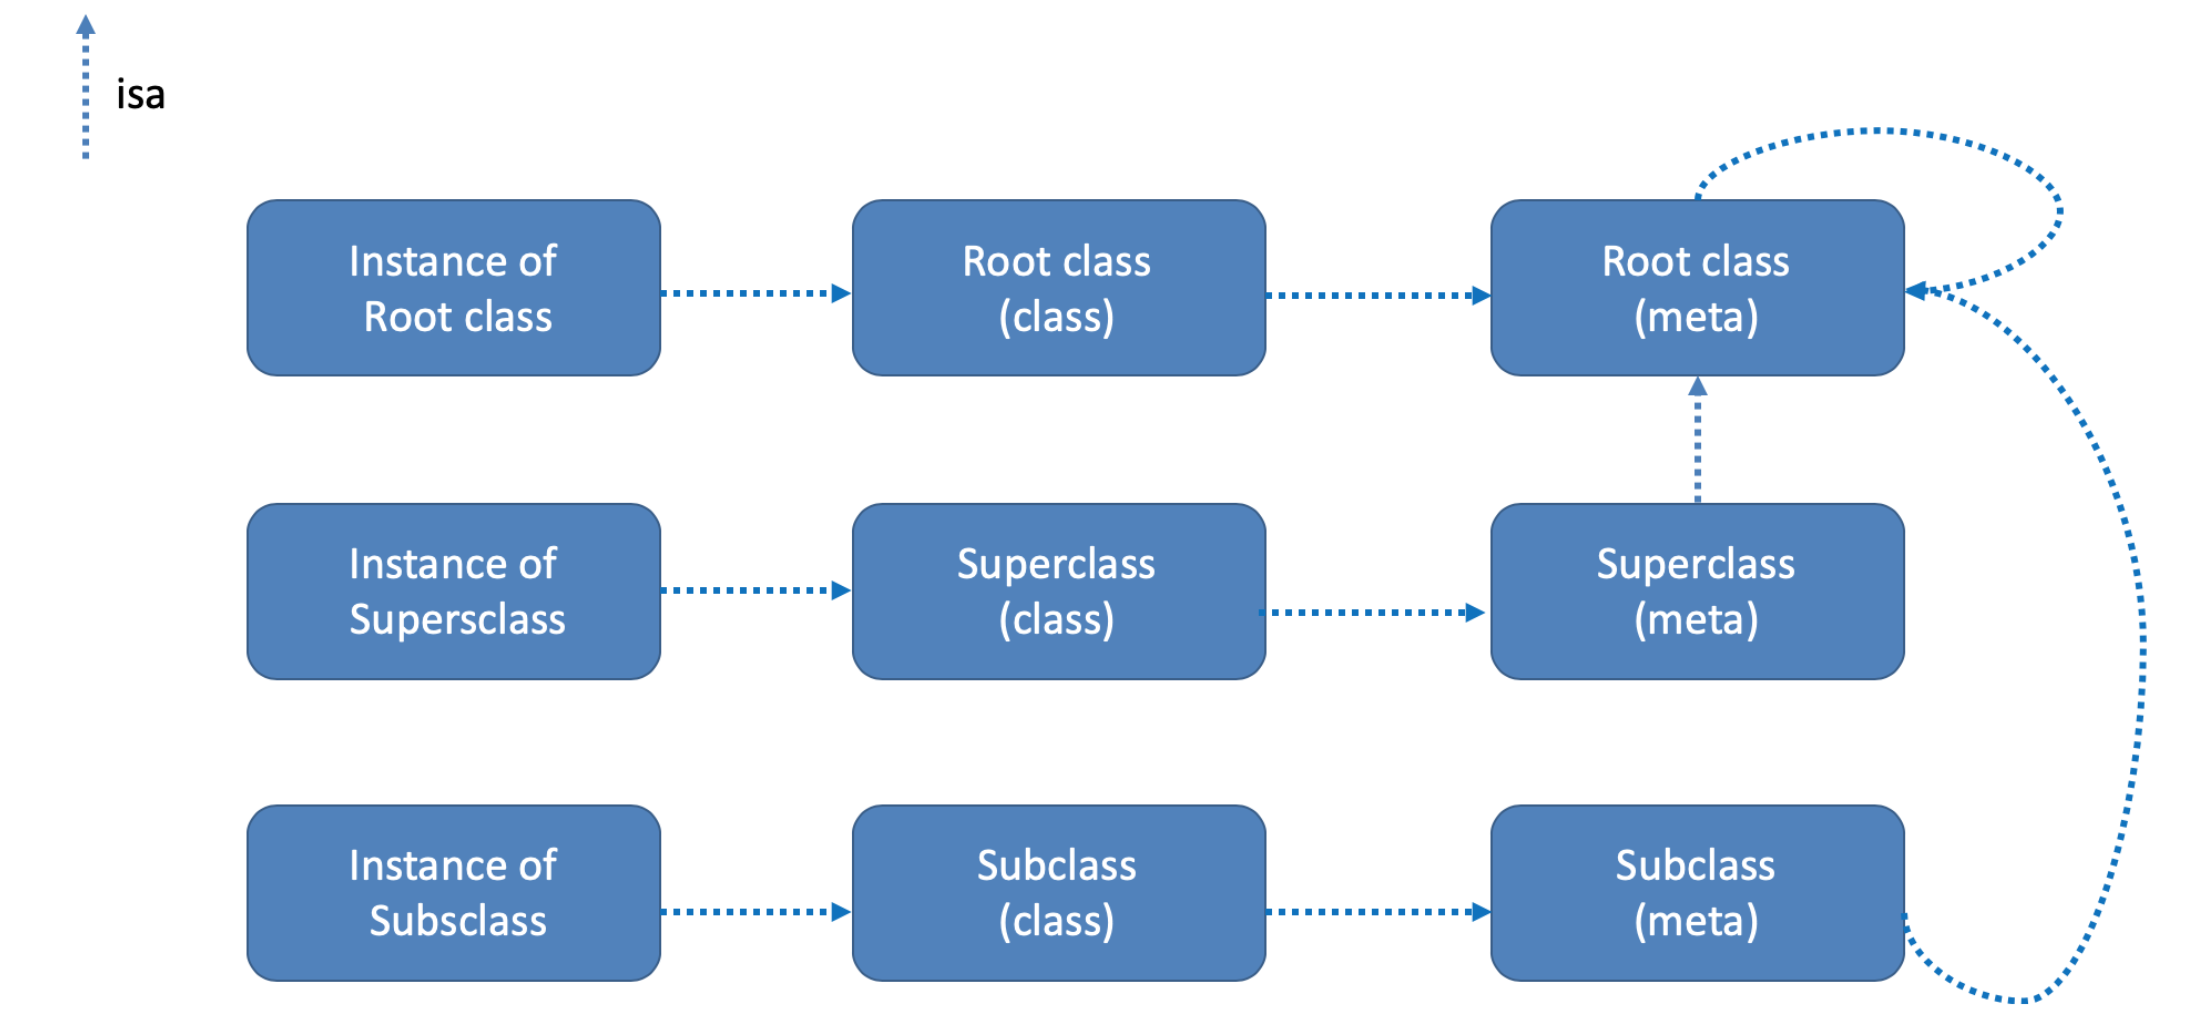 isa
Instance of
Root class
Root class
(class)
Root class
(meta)
Instance of
Supersclass
Superclass
(class)
Superclass
(meta)
Instance of
Subsclass
Subclass
(class)
Subclass
(meta)